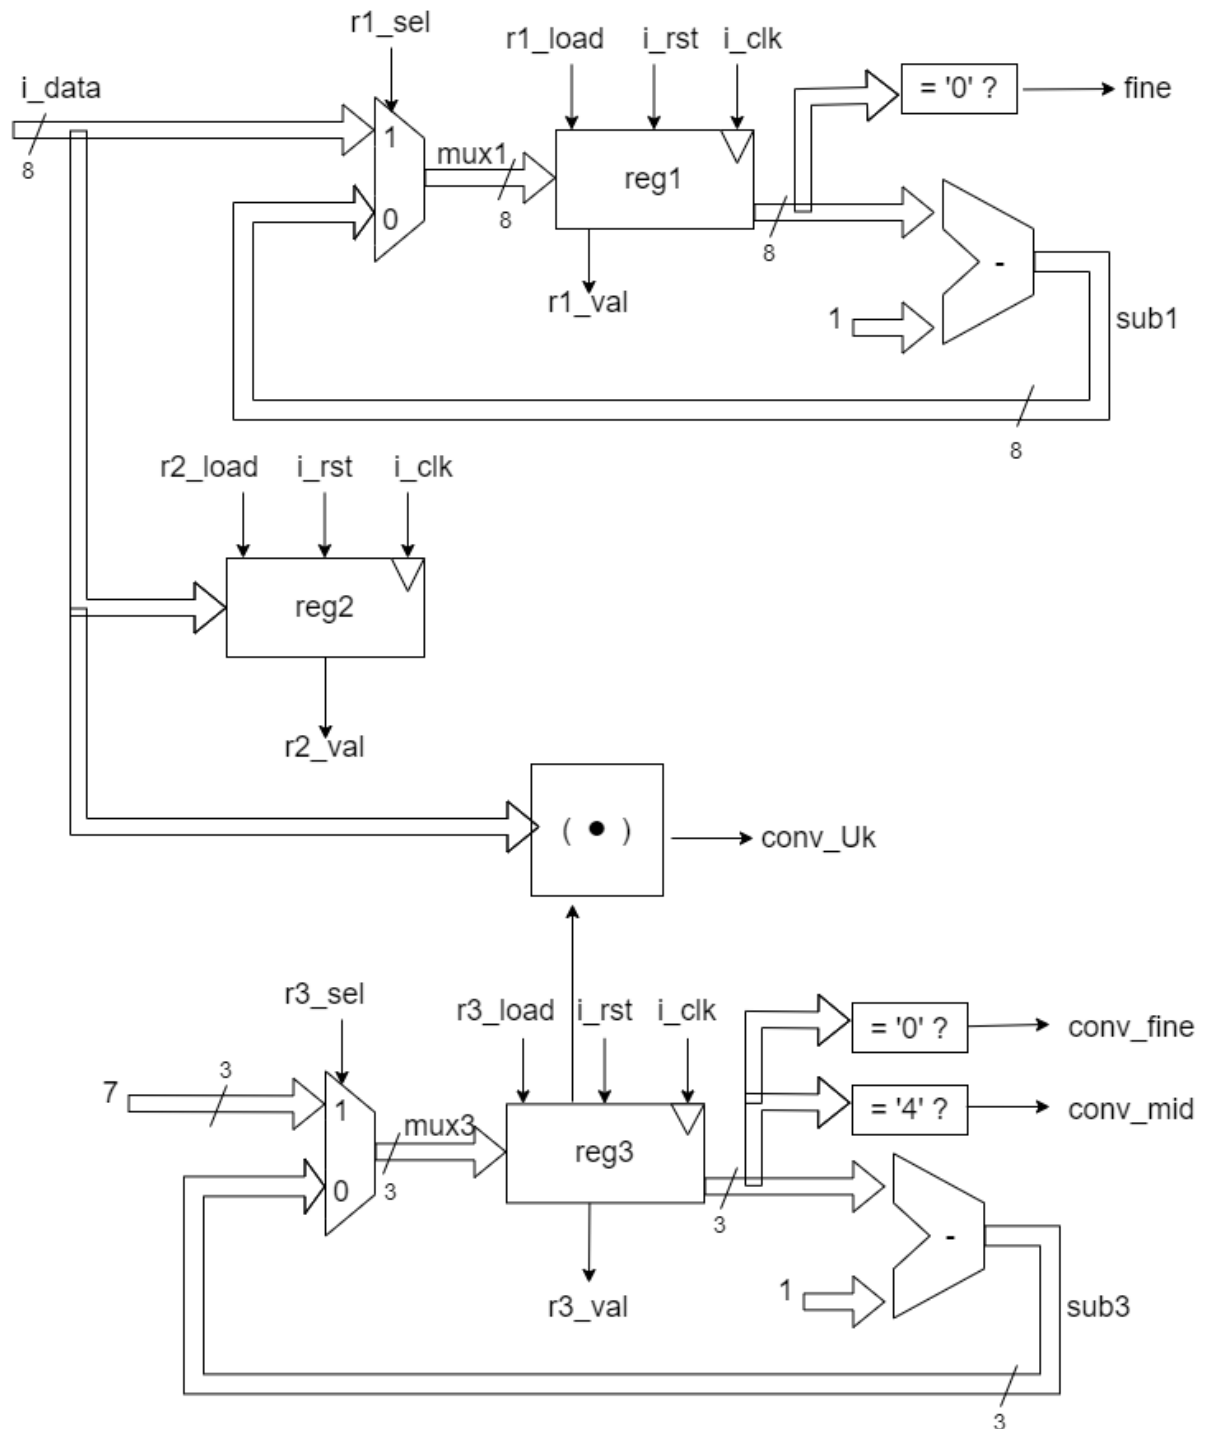 r1_sel
r1_load i_rst i_clk
i_data
= '0' ? fine
8
1
mux1
reg1
8
0
8
-
r1_val
1
sub1
8
r2_load i_rst i_clk
reg2
r2_val
( ● )
conv_Uk
r3_sel
r3_load i_rst i_clk
= '0' ? conv_fine
7
3
1
mux3
reg3
= '4' ? conv_mid
0
3
3
-
1
r3_val
sub3
3